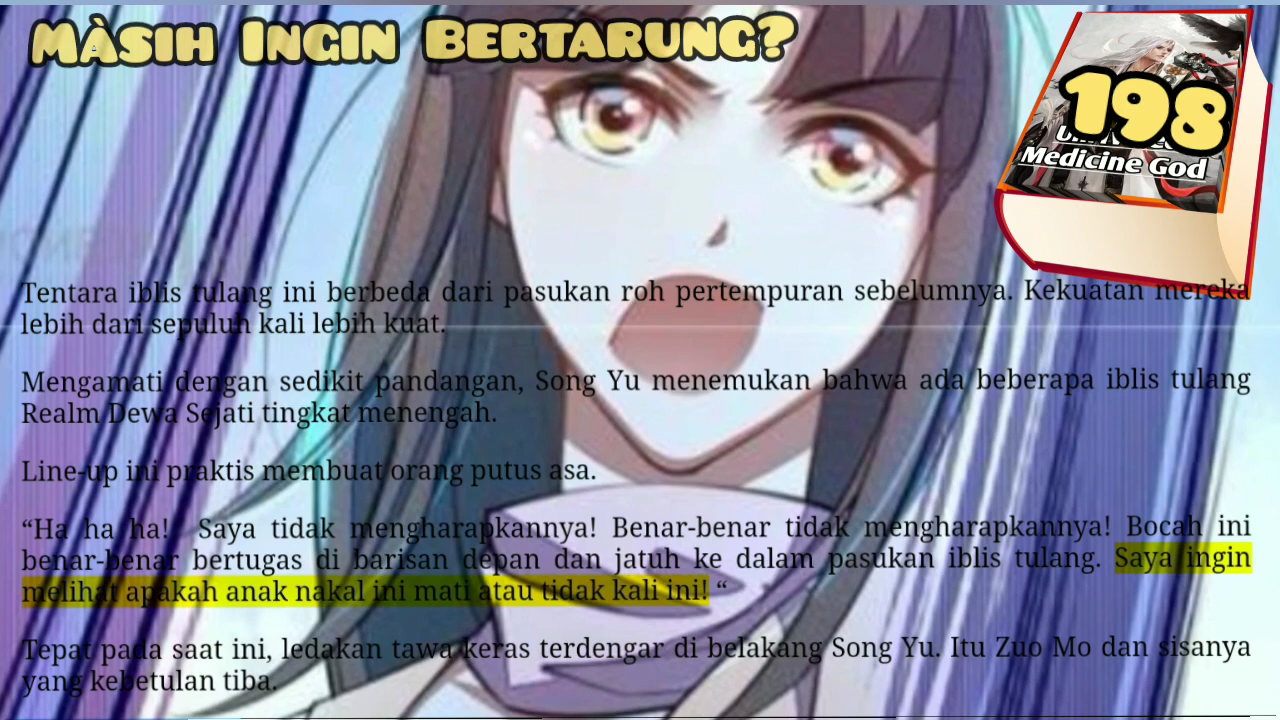 Màsih Ingin Bertarung?
198
Medicine God
Tentara iblis tulang ini berbeda dari pasukan roh pertempuran sebelumnya. Kekuatan mereka
lebih dari sepuluh kali lebih kuat.
Mengamati dengan sedikit pandangan, Song Yu menemukan bahwa ada beberapa iblis tulang
Realm Dewa Sejati tingkat menengah.
Line-up ini praktis membuat orang putus asa.
“Ha ha ha! Saya tidak mengharapkannya! Benar-benar tidak mengharapkannya! Bocah ini
benar-benar bertugas di barisan depan dan jatuh ke dalam pasukan iblis tulang. Saya ingin
melihat apakah anak nakal ini mati atau tidak kali ini! “
Tepat pada saat ini, ledakan tawa keras terdengar di belakang Song Yu. Itu Zuo Mo dan sisanya
yang kebetulan tiba.